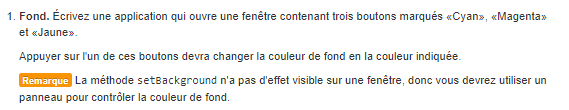 1. Fond. Écrivez une application qui ouvre une fenêtre contenant trois boutons marqués «Cyan», «Magenta»
et «Jaune».
Appuyer sur l'un de ces boutons devra changer la couleur de fond en la couleur indiquée.
Remarque La méthode setBackground n'a pas d'effet visible sur une fenêtre, donc vous devrez utiliser un
panneau pour contrôler la couleur de fond.